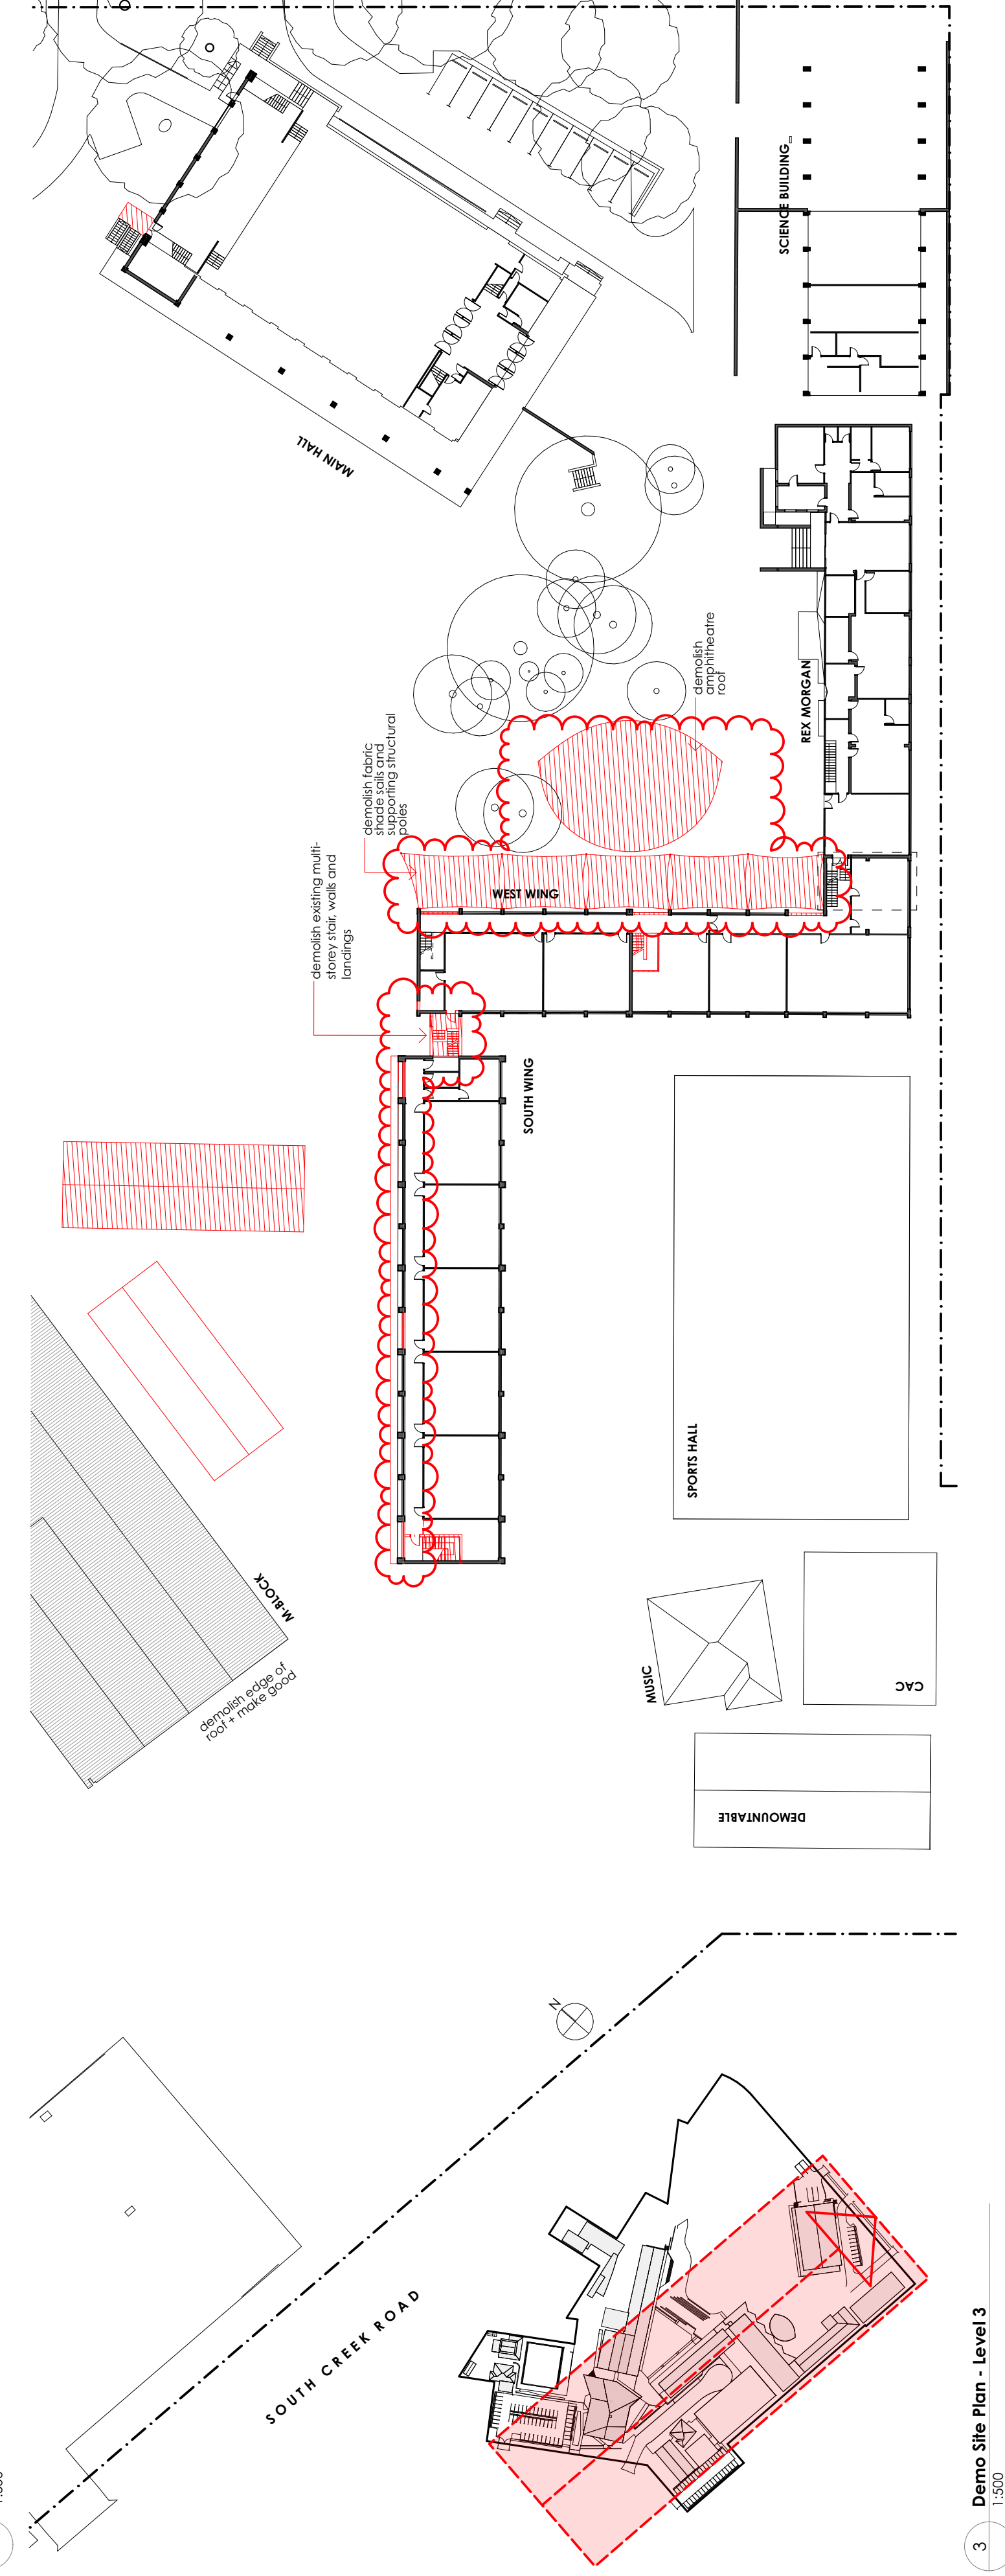 SCIENCE BUILDING
MAIN HALL
demolish
amphitheatre
roof
REX MORGAN
demolish fabric
shade sails and
supporting structural
poles
WEST WING
demolish existing multi-
storey stair, walls and
landings
SOUTH WING
SPORTS HALL
M-BLOCK
demolish edge of
roof + make good
MUSIC
CAC
DEMOUNTABLE
N
SOUTH CREEK ROAD
3
Demo Site Plan - Level 3
1:500